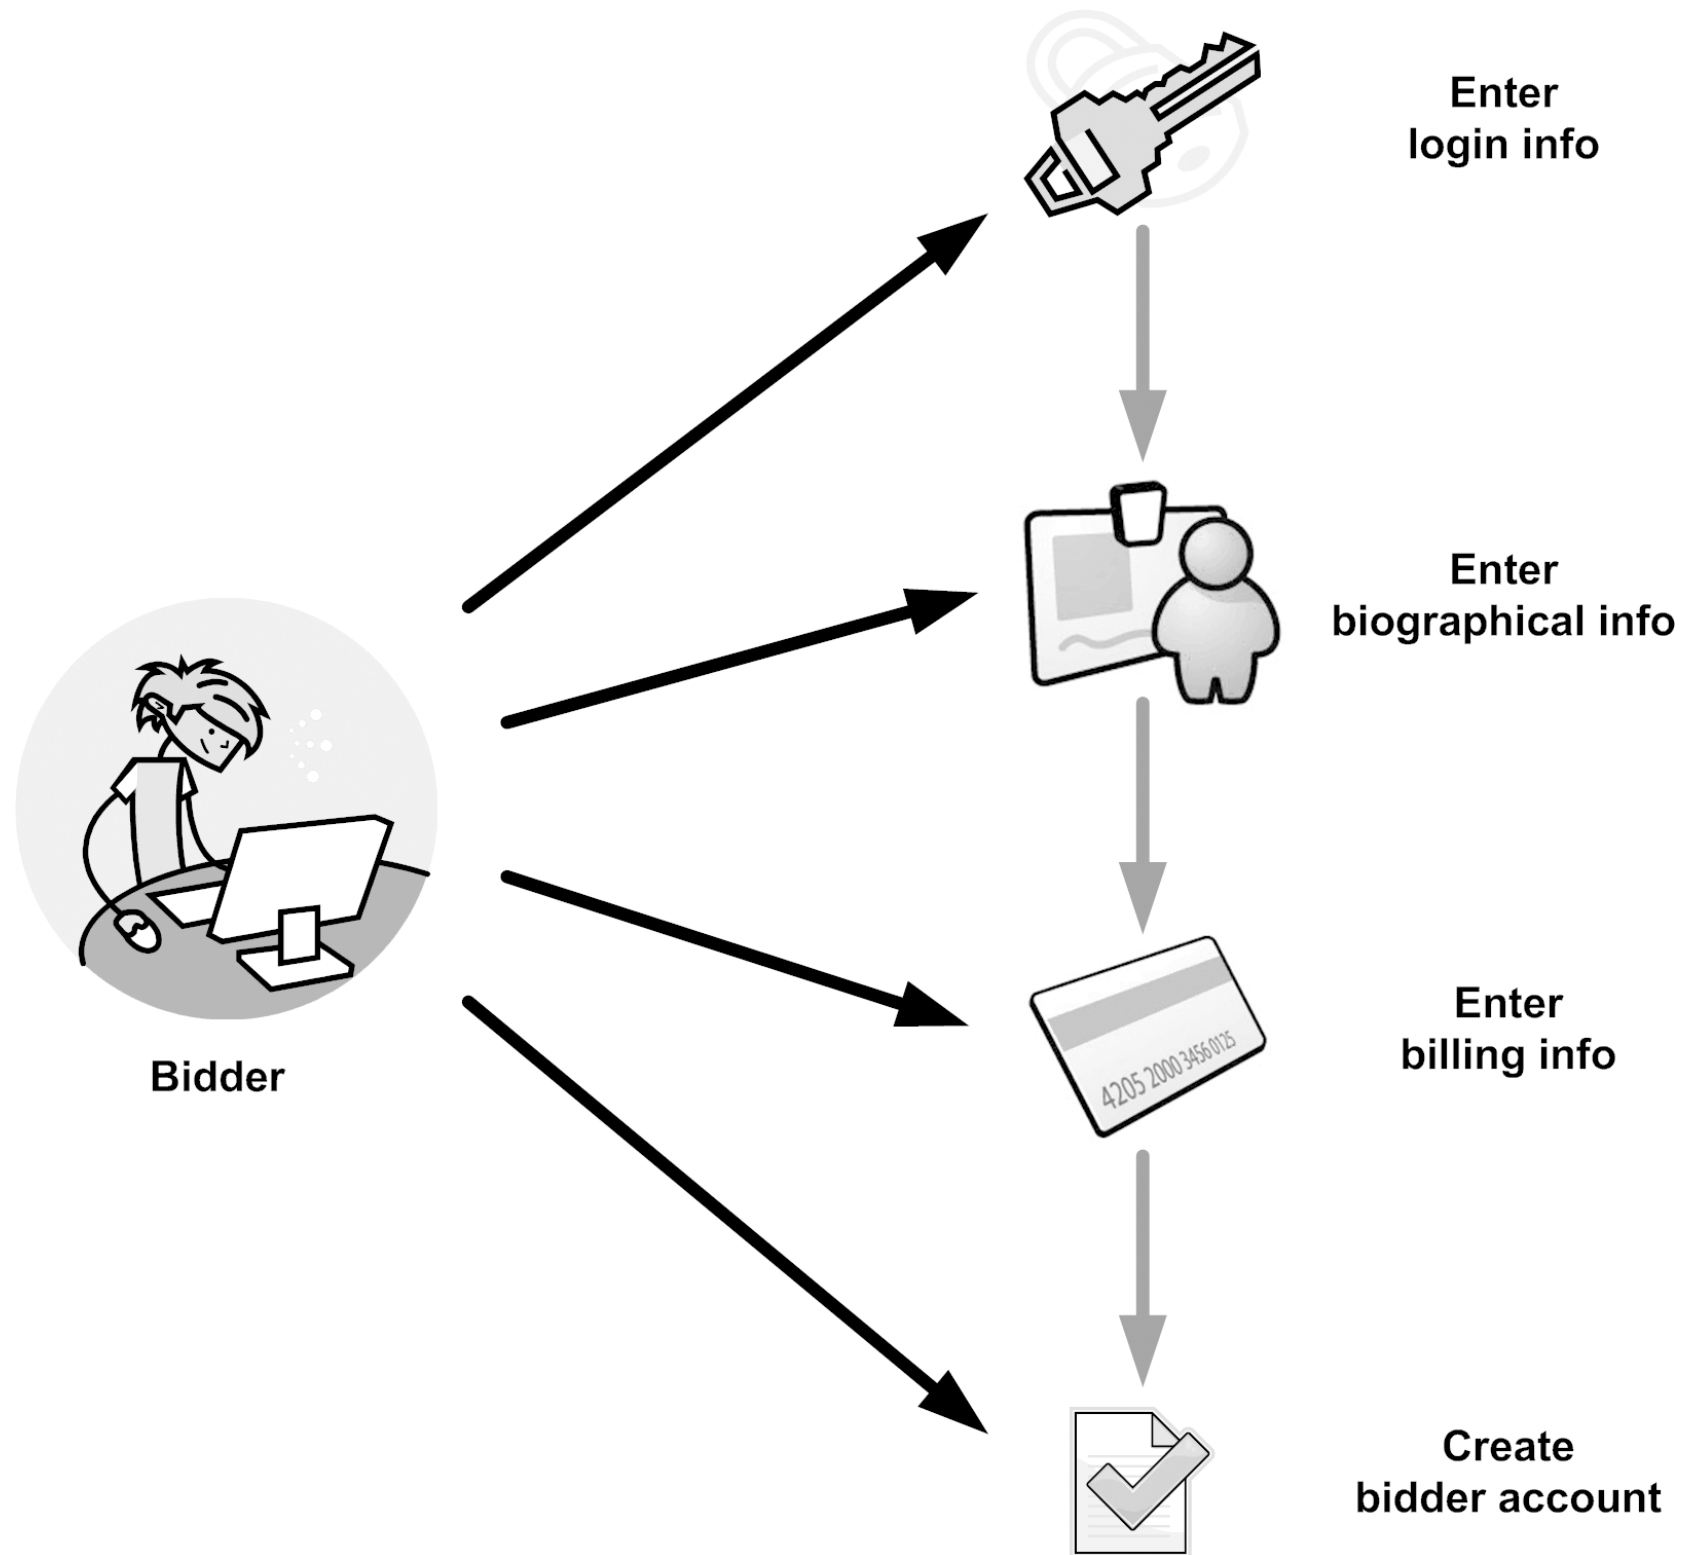 Enter
login info
Enter
biographical info
Bidder
Enter
billing info
4205 2000 3456 0125
Create
bidder account